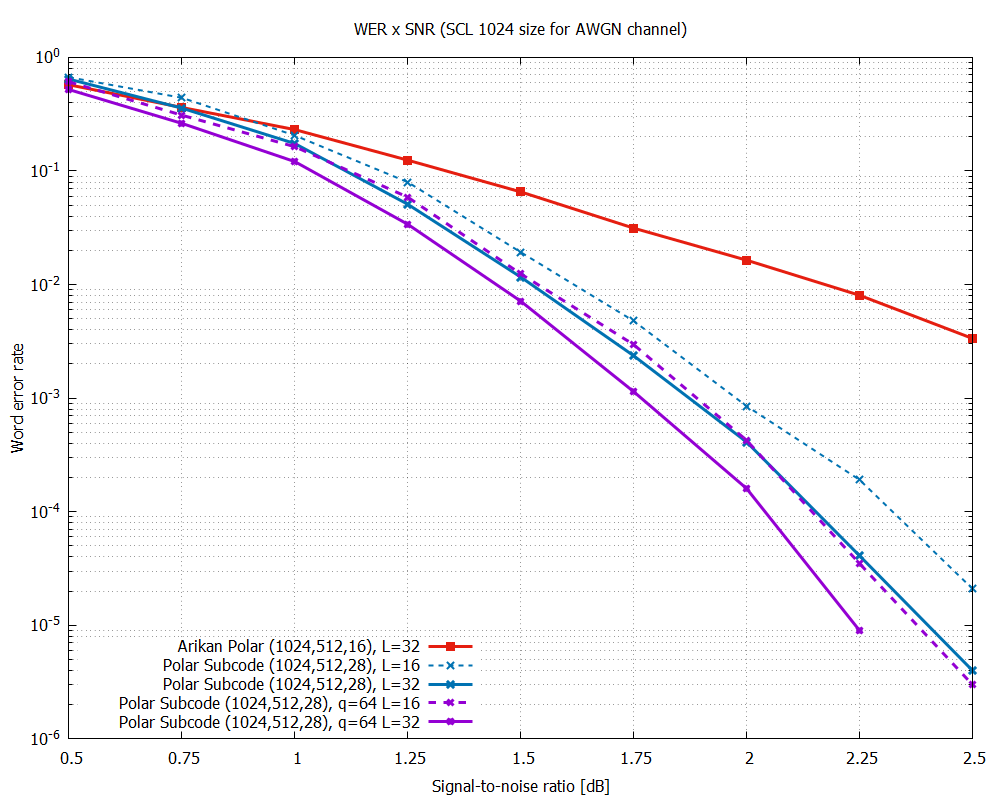 WER x SNR (SCL 1024 size for AWGN channel)
10^0
10^-1
10^-2
10^-3
10^-4
10^-5
10^-6
Word error rate
Arikan Polar (1024,512,16), L=32
Polar Subcode (1024,512,28), L=16
Polar Subcode (1024,512,28), L=32
Polar Subcode (1024,512,28), q=64 L=16
Polar Subcode (1024,512,28), q=64 L=32
0.5 0.75 1 1.25 1.5 1.75 2 2.25 2.5
Signal-to-noise ratio [dB]